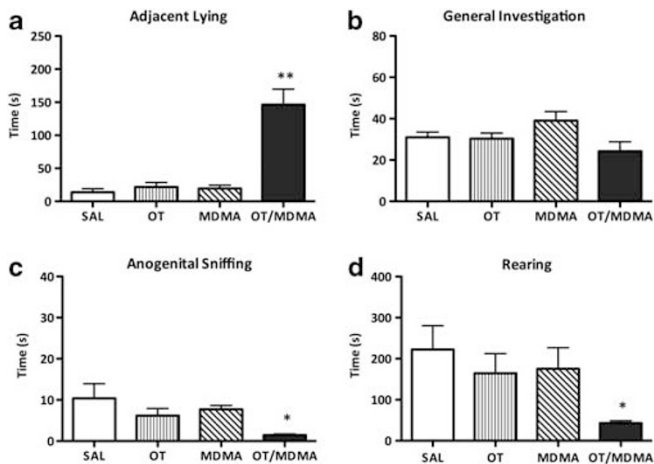 a
Adjacent Lying
250
200
150
100
50
0
Time (s)
**
SAL OT MDMA OT/MDMA
b
General Investigation
80
60
40
20
0
Time (s)
SAL OT MDMA OT/MDMA
c
Anogenital Sniffing
40
30
20
10
0
Time (s)
*
SAL OT MDMA OT/MDMA
d
Rearing
400
300
200
100
0
Time (s)
*
SAL OT MDMA OT/MDMA